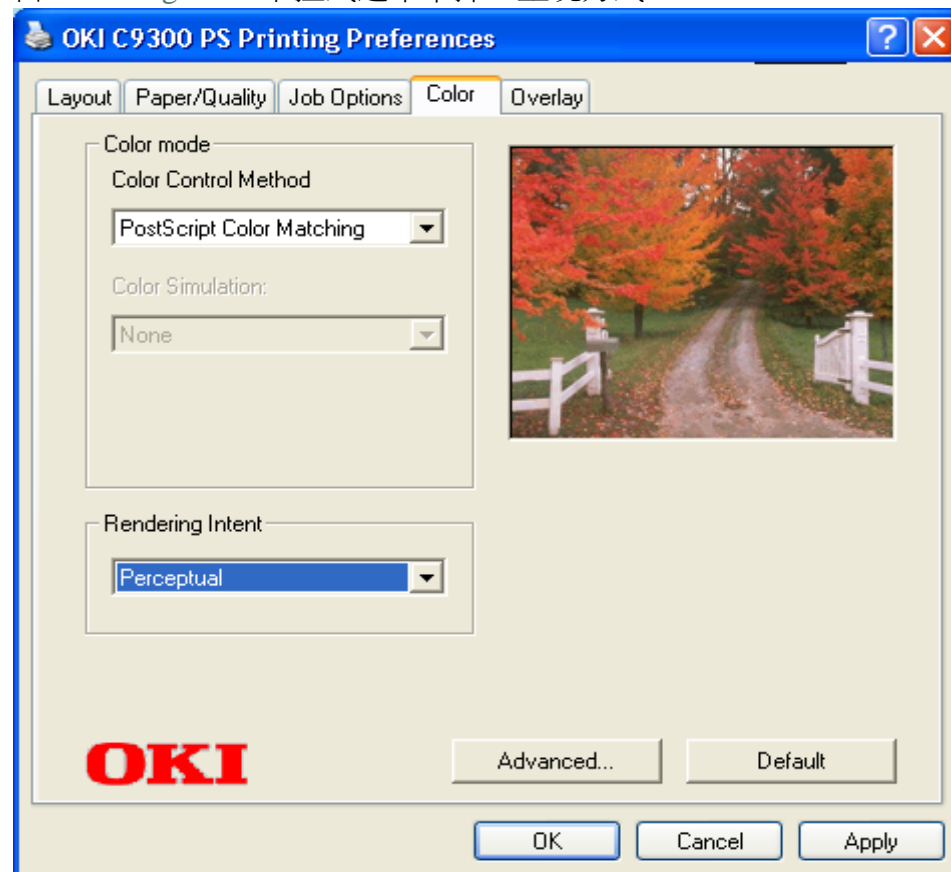 OKI C9300 PS Printing Preferences
Layout Paper/Quality Job Options Color Overlay
Color mode
Color Control Method
PostScript Color Matching
Color Simulation:
None
Rendering Intent
Perceptual
OKI
Advanced... Default
OK Cancel Apply